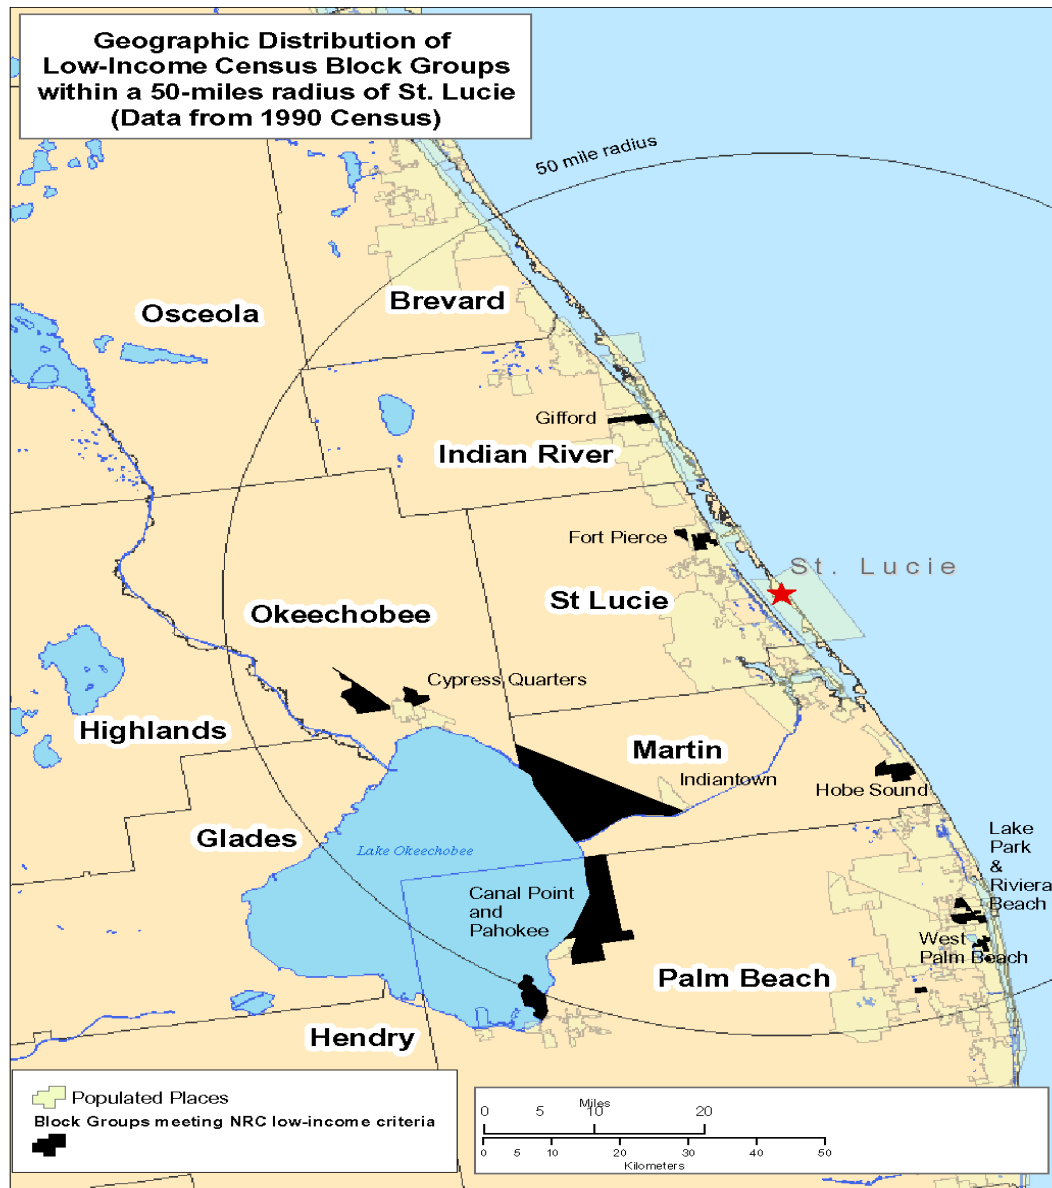 Geographic Distribution of
Low-Income Census Block Groups
within a 50-miles radius of St. Lucie
(Data from 1990 Census)
50 mile radius
Brevard
Osceola
Gifford
Indian River
Fort Pierce
St. Lucie
St Lucie
Okeechobee
Cypress Quarters
Highlands
Martin
Indiantown
Hobe Sound
Glades
Lake Okeechobee
Lake
Park
&
Riviera
Beach
Canal Point
and
Pahokee
West
Palm Beach
Palm Beach
Hendry
Populated Places
Block Groups meeting NRC low-income criteria
Miles
0 5 10 20
0 5 10 20 30 40 50
Kilometers